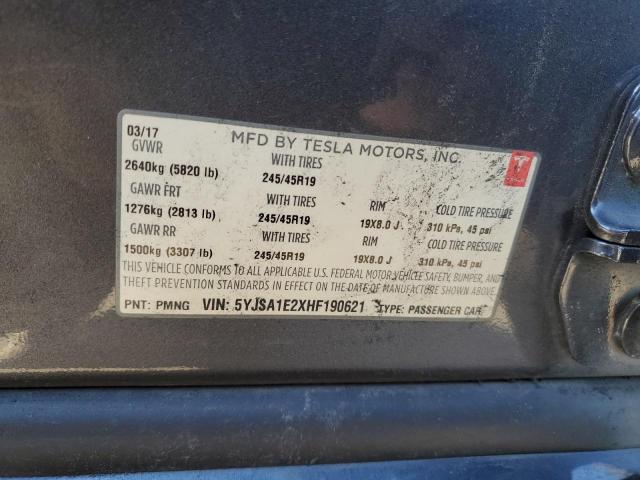 03/17 MFD BY TESLA MOTORS, INC.
GVWR WITH TIRES
2640kg (5820 lb) 245/45R19
GAWR FRT WITH TIRES RIM COLD TIRE PRESSURE
1276kg (2813 lb) 245/45R19 19X8.0 J 310 kPa, 45 psi
GAWR RR WITH TIRES RIM COLD TIRE PRESSURE
1500kg (3307 lb) 245/45R19 19X8.0 J 310 kPa, 45 psi
THIS VEHICLE CONFORMS TO ALL APPLICABLE U.S. FEDERAL MOTOR VEHICLE SAFETY, BUMPER, AND
THEFT PREVENTION STANDARDS IN EFFECT ON THE DATE OF MANUFACTURE SHOWN ABOVE.
PNT: PMNG VIN: 5YJSA1E2XHF190621 TYPE: PASSENGER CAR